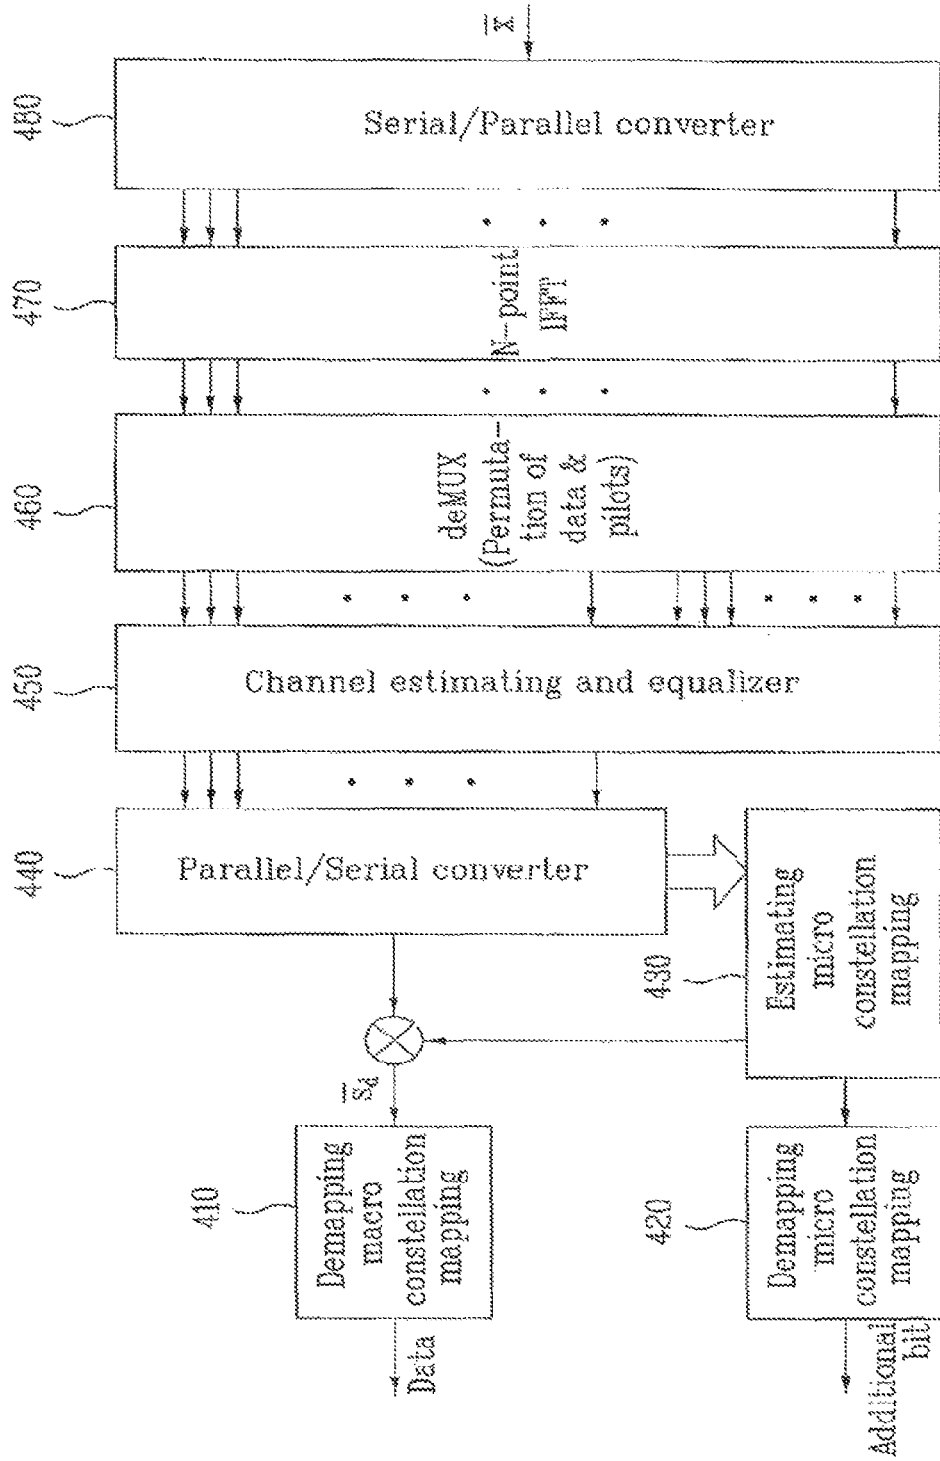 x
480
Serial/Parallel converter
470
N-point
IFFT
460
deMUX
(Permuta-
tion of
data &
pilots)
450
Channel estimating and equalizer
440
Parallel/Serial converter
430
Estimating
micro
constellation
mapping
Sd
410
Demapping
macro
constellation
mapping
Data
420
Demapping
micro
constellation
mapping
Additional
bit